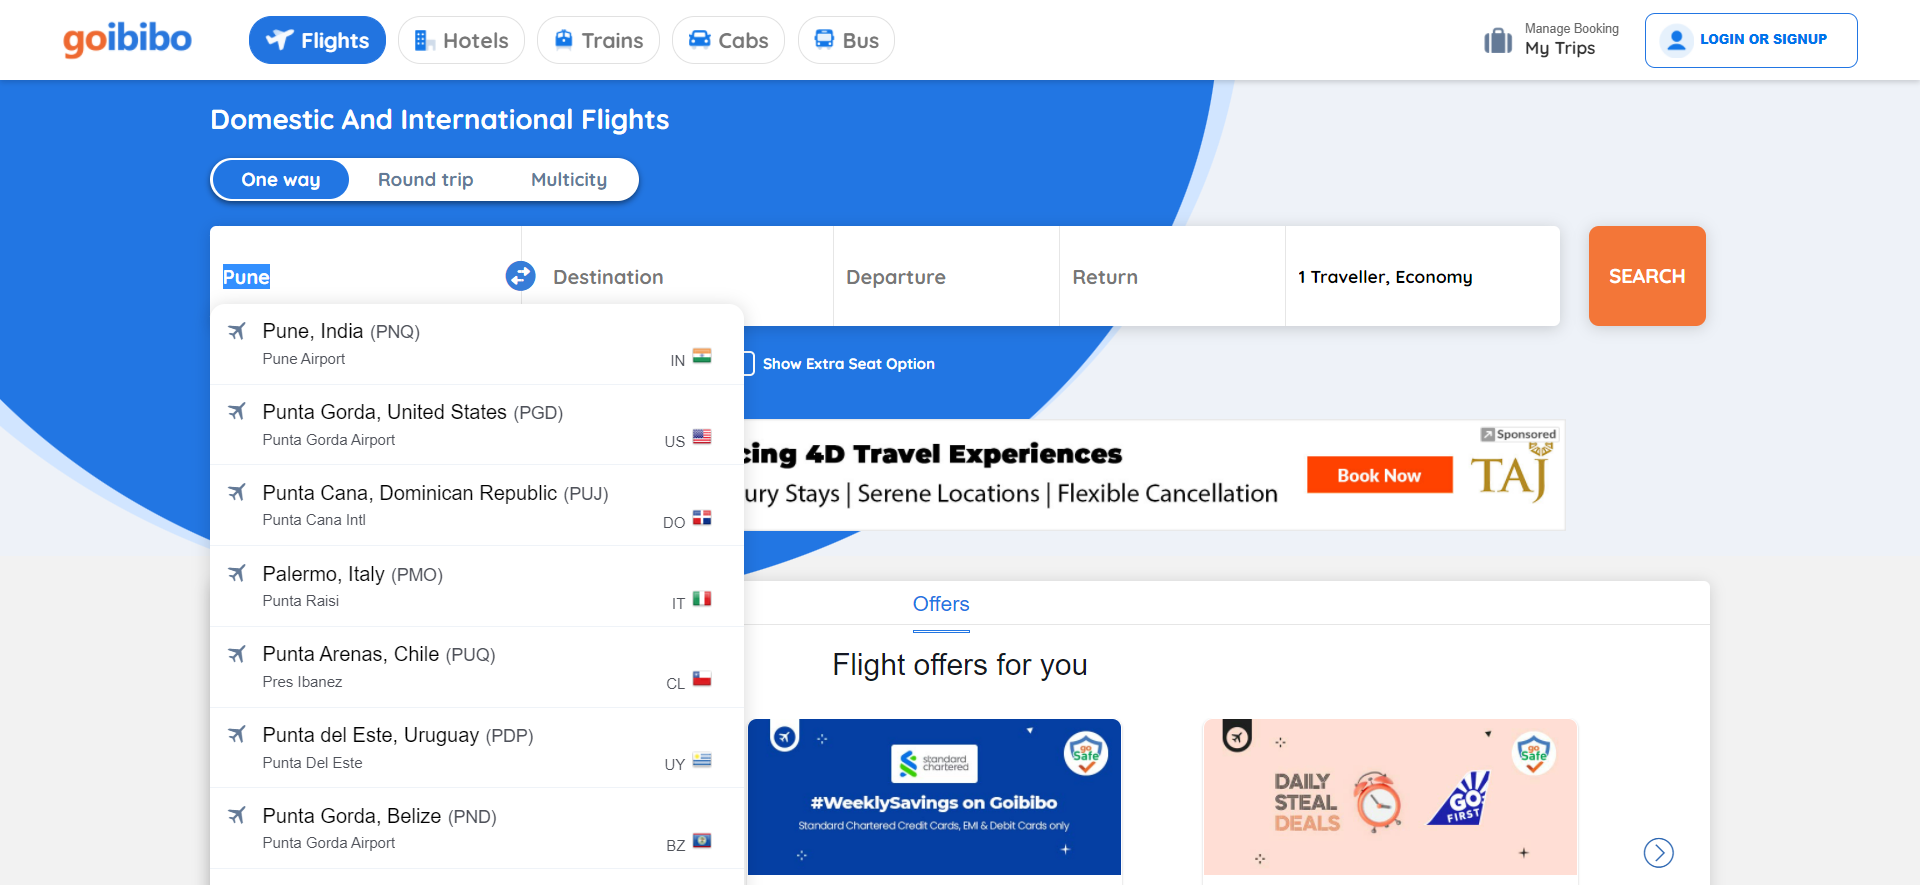 goibibo
Flights
Hotels
Trains
Cabs
Bus
Manage Booking
My Trips
LOGIN OR SIGNUP
Domestic And International Flights
One way
Round trip
Multicity
Pune
Destination
Departure
Return
1 Traveller, Economy
SEARCH
Pune, India (PNQ)
Pune Airport
IN
Punta Gorda, United States (PGD)
Punta Gorda Airport
US
Punta Cana, Dominican Republic (PUJ)
Punta Cana Intl
DO
Palermo, Italy (PMO)
Punta Raisi
IT
Punta Arenas, Chile (PUQ)
Pres Ibanez
CL
Punta del Este, Uruguay (PDP)
Punta Del Este
UY
Punta Gorda, Belize (PND)
Punta Gorda Airport
BZ
Show Extra Seat Option
cing 4D Travel Experiences
ury Stays | Serene Locations | Flexible Cancellation
Book Now
Sponsored
TAJ
Offers
Flight offers for you
standard
chartered
go
Safe
#WeeklySavings on Goibibo
Standard Chartered Credit Cards, EMI & Debit Cards only
DAILY
STEAL
DEALS
GO
FIRST
go
Safe